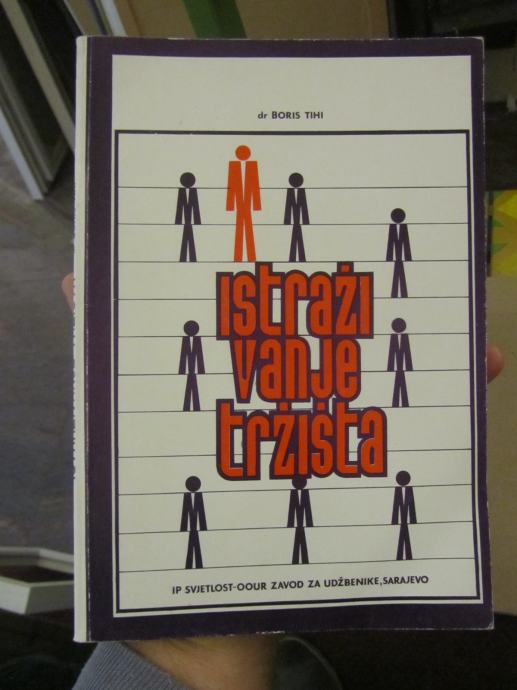 dr BORIS TIHI
istraži
vanje
tržišta
IP SVJETLOST-OOUR ZAVOD ZA UDŽBENIKE, SARAJEVO